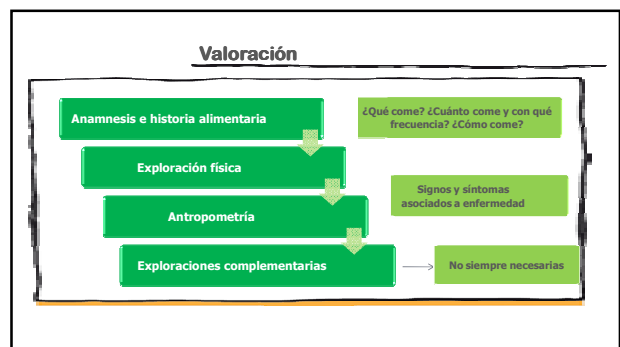 Valoración
Anamnesis e historia alimentaria
¿Qué come? ¿Cuánto come y con qué
frecuencia? ¿Cómo come?
Exploración física
Signos y síntomas
asociados a enfermedad
Antropometría
Exploraciones complementarias
No siempre necesarias